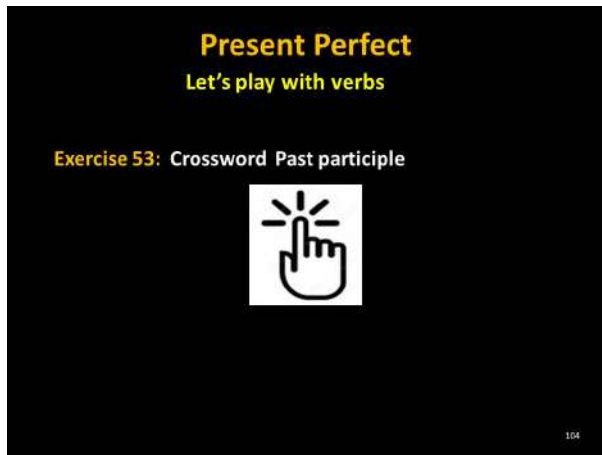 Present Perfect
Let's play with verbs
Exercise 53: Crossword Past participle
104